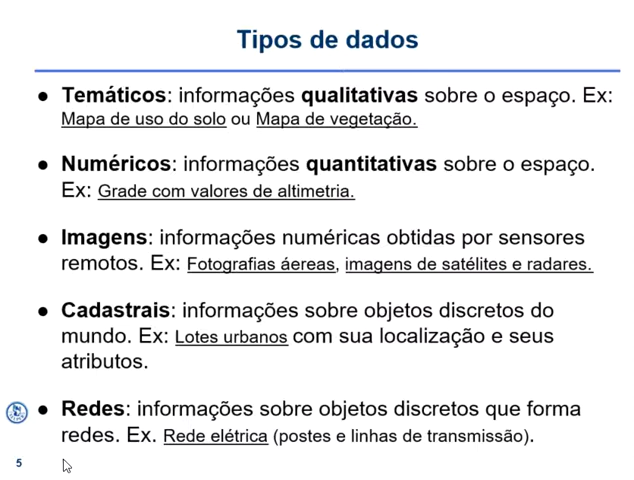 Tipos de dados
● Temáticos: informações qualitativas sobre o espaço. Ex:
Mapa de uso do solo ou Mapa de vegetação.
● Numéricos: informações quantitativas sobre o espaço.
Ex: Grade com valores de altimetria.
● Imagens: informações numéricas obtidas por sensores
remotos. Ex: Fotografias áereas, imagens de satélites e radares.
● Cadastrais: informações sobre objetos discretos do
mundo. Ex: Lotes urbanos com sua localização e seus
atributos.
● Redes: informações sobre objetos discretos que forma
redes. Ex. Rede elétrica (postes e linhas de transmissão).
5